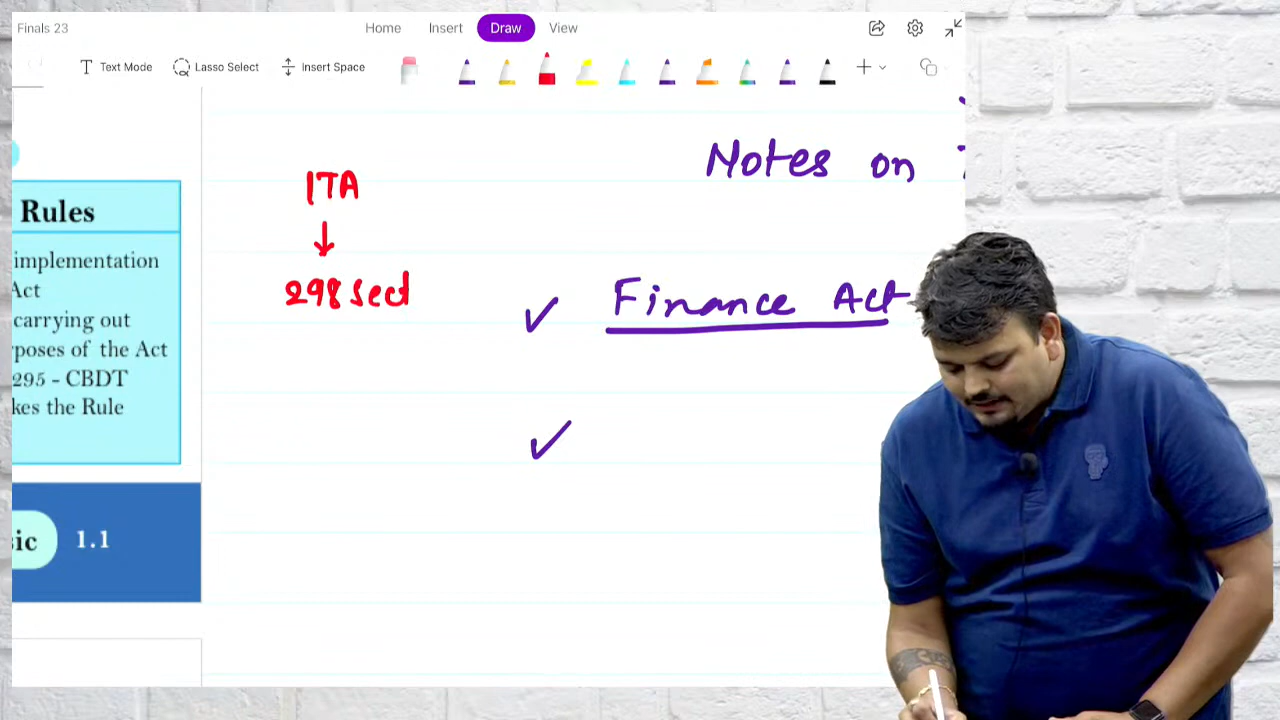 Finals 23
Home Insert Draw View
Text Mode Lasso Select Insert Space
Notes on
ITA
Rules
implementation
Act
298 Sect
Finance Act
carrying out
rposes of the Act
295 - CBDT
kes the Rule
ic 1.1